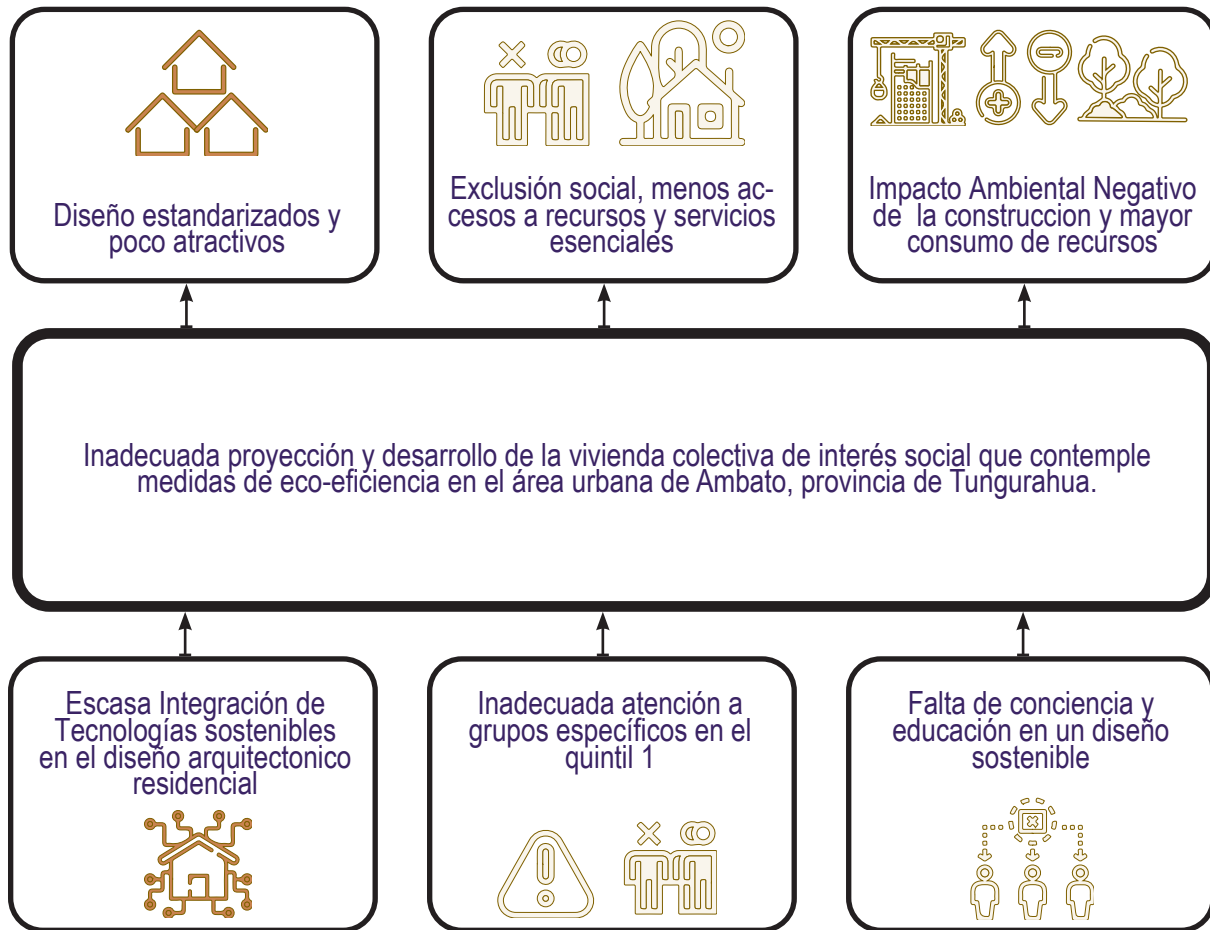 Diseño estandarizados y
poco atractivos
Exclusión social, menos ac-
cesos a recursos y servicios
esenciales
Impacto Ambiental Negativo
de la construccion y mayor
consumo de recursos
Inadecuada proyección y desarrollo de la vivienda colectiva de interés social que contemple
medidas de eco-eficiencia en el área urbana de Ambato, provincia de Tungurahua.
Escasa Integración de
Tecnologías sostenibles
en el diseño arquitectonico
residencial
Inadecuada atención a
grupos específicos en el
quintil 1
Falta de conciencia y
educación en un diseño
sostenible